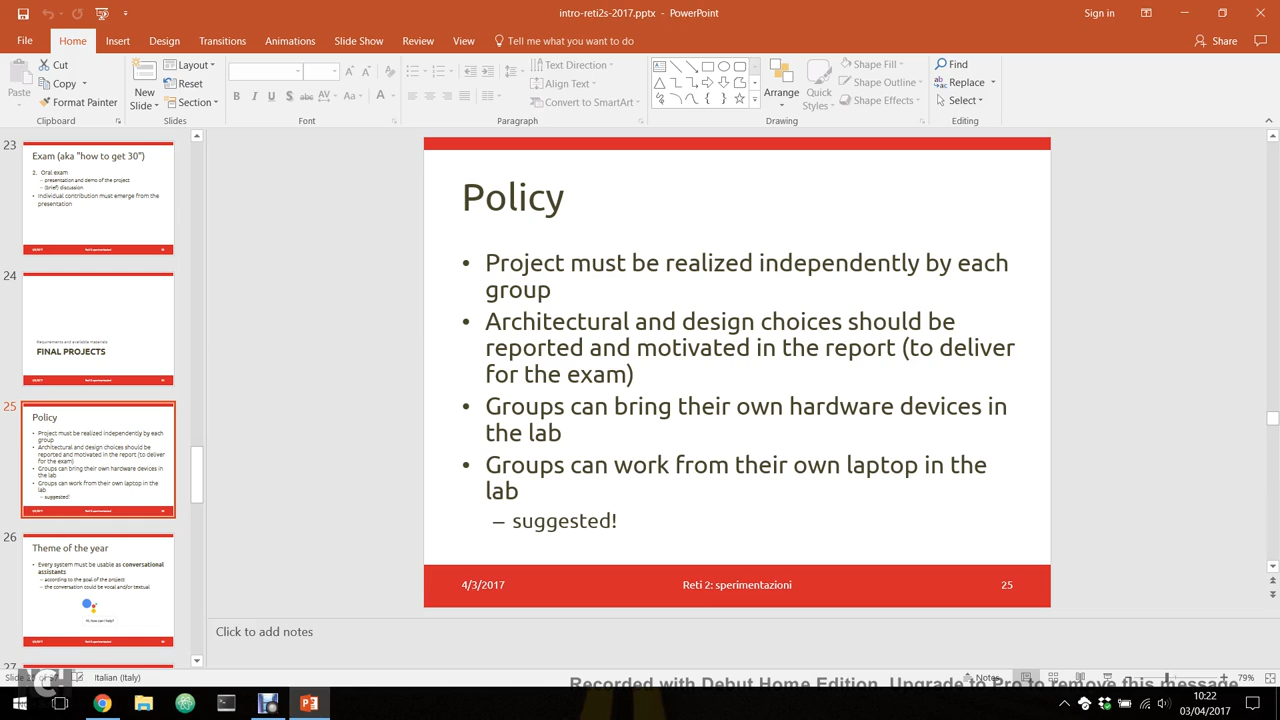 intro-reti2s-2017.pptx - PowerPoint
Sign in
File
Home
Insert
Design
Transitions
Animations
Slide Show
Review
View
Tell me what you want to do
Share
Paste
Cut
Copy
Format Painter
Clipboard
New Slide
Layout
Reset
Section
Slides
B I U S abc AV Aa A
Font
Text Direction
Align Text
Convert to SmartArt
Paragraph
Arrange
Quick Styles
Shape Fill
Shape Outline
Shape Effects
Drawing
Find
Replace
Select
Editing
23
Exam (aka "how to get 30")
2. Oral exam
– presentation and demo of the project
– (brief) discussion
• Individual contribution must emerge from the
presentation
24
Requirements and available materials
FINAL PROJECTS
25
Policy
• Project must be realized independently by each
group
• Architectural and design choices should be
reported and motivated in the report (to deliver
for the exam)
• Groups can bring their own hardware devices in
the lab
• Groups can work from their own laptop in the
lab
– suggested!
26
Theme of the year
• Every system must be usable as conversational
assistants
– according to the goal of the project
– the conversation could be vocal and/or textual
Hi, how can I help?
27
Policy
• Project must be realized independently by each
group
• Architectural and design choices should be
reported and motivated in the report (to deliver
for the exam)
• Groups can bring their own hardware devices in
the lab
• Groups can work from their own laptop in the
lab
– suggested!
4/3/2017
Reti 2: sperimentazioni
25
Click to add notes
NCH
Italian (Italy)
Notes
79%
Recorded with Debut Home Edition. Upgrade to Pro to remove this message
10:22
03/04/2017